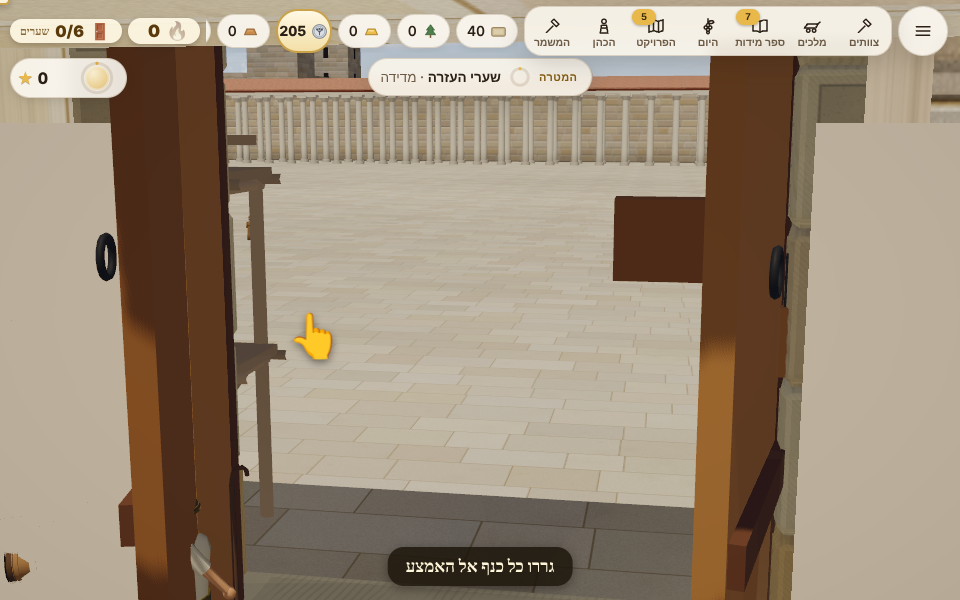 צוותים
מלכים
ספר מידות
7
היום
הפרויקט
5
הכהן
המשמר
40
0
0
205
0
0
0/6 שערים
0
המטרה שערי העזרה · מדידה
גררו כל כנף אל האמצע